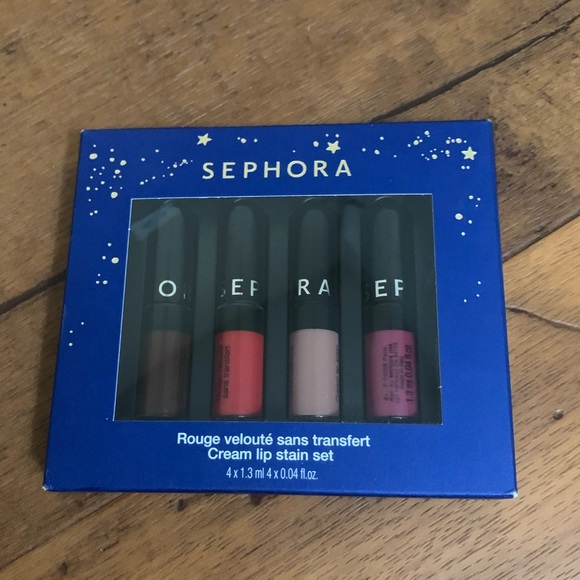 SEPHORA
O
SEP
RA
SEP
Rouge velouté sans transfert
Cream lip stain set
4 x 1.3 ml 4 x 0.04 fl.oz.